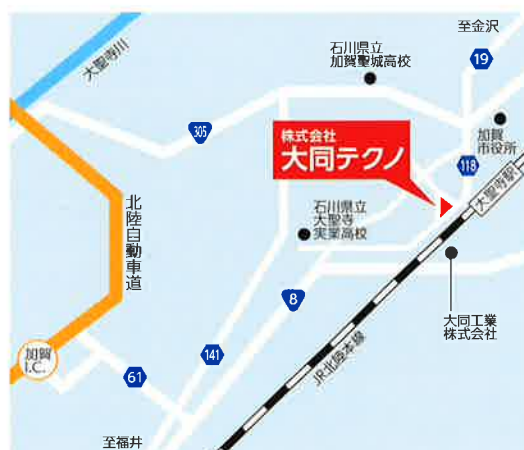 至金沢
大聖寺川
石川県立
加賀聖城高校
19
305
株式会社
大同テクノ
加賀
市役所
118
大聖寺駅
北陸自動車道
石川県立
大聖寺
実業高校
8
大同工業
株式会社
加賀
I.C.
141
61
JR北陸本線
至福井